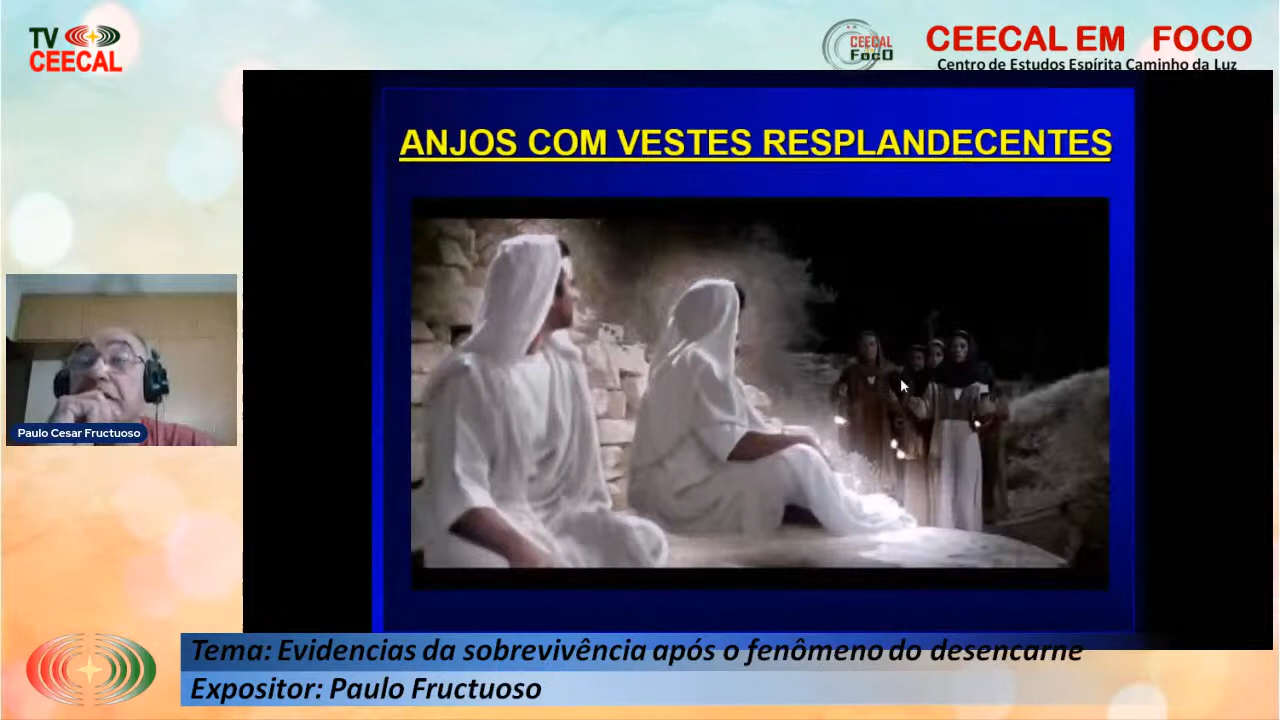 TV
CEECAL
CEECAL
FocO
CEECAL EM FOCO
Centro de Estudos Espírita Caminho da Luz
ANJOS COM VESTES RESPLANDECENTES
Paulo Cesar Fructuoso
Tema: Evidencias da sobrevivência após o fenômeno do desencarne
Expositor: Paulo Fructuoso